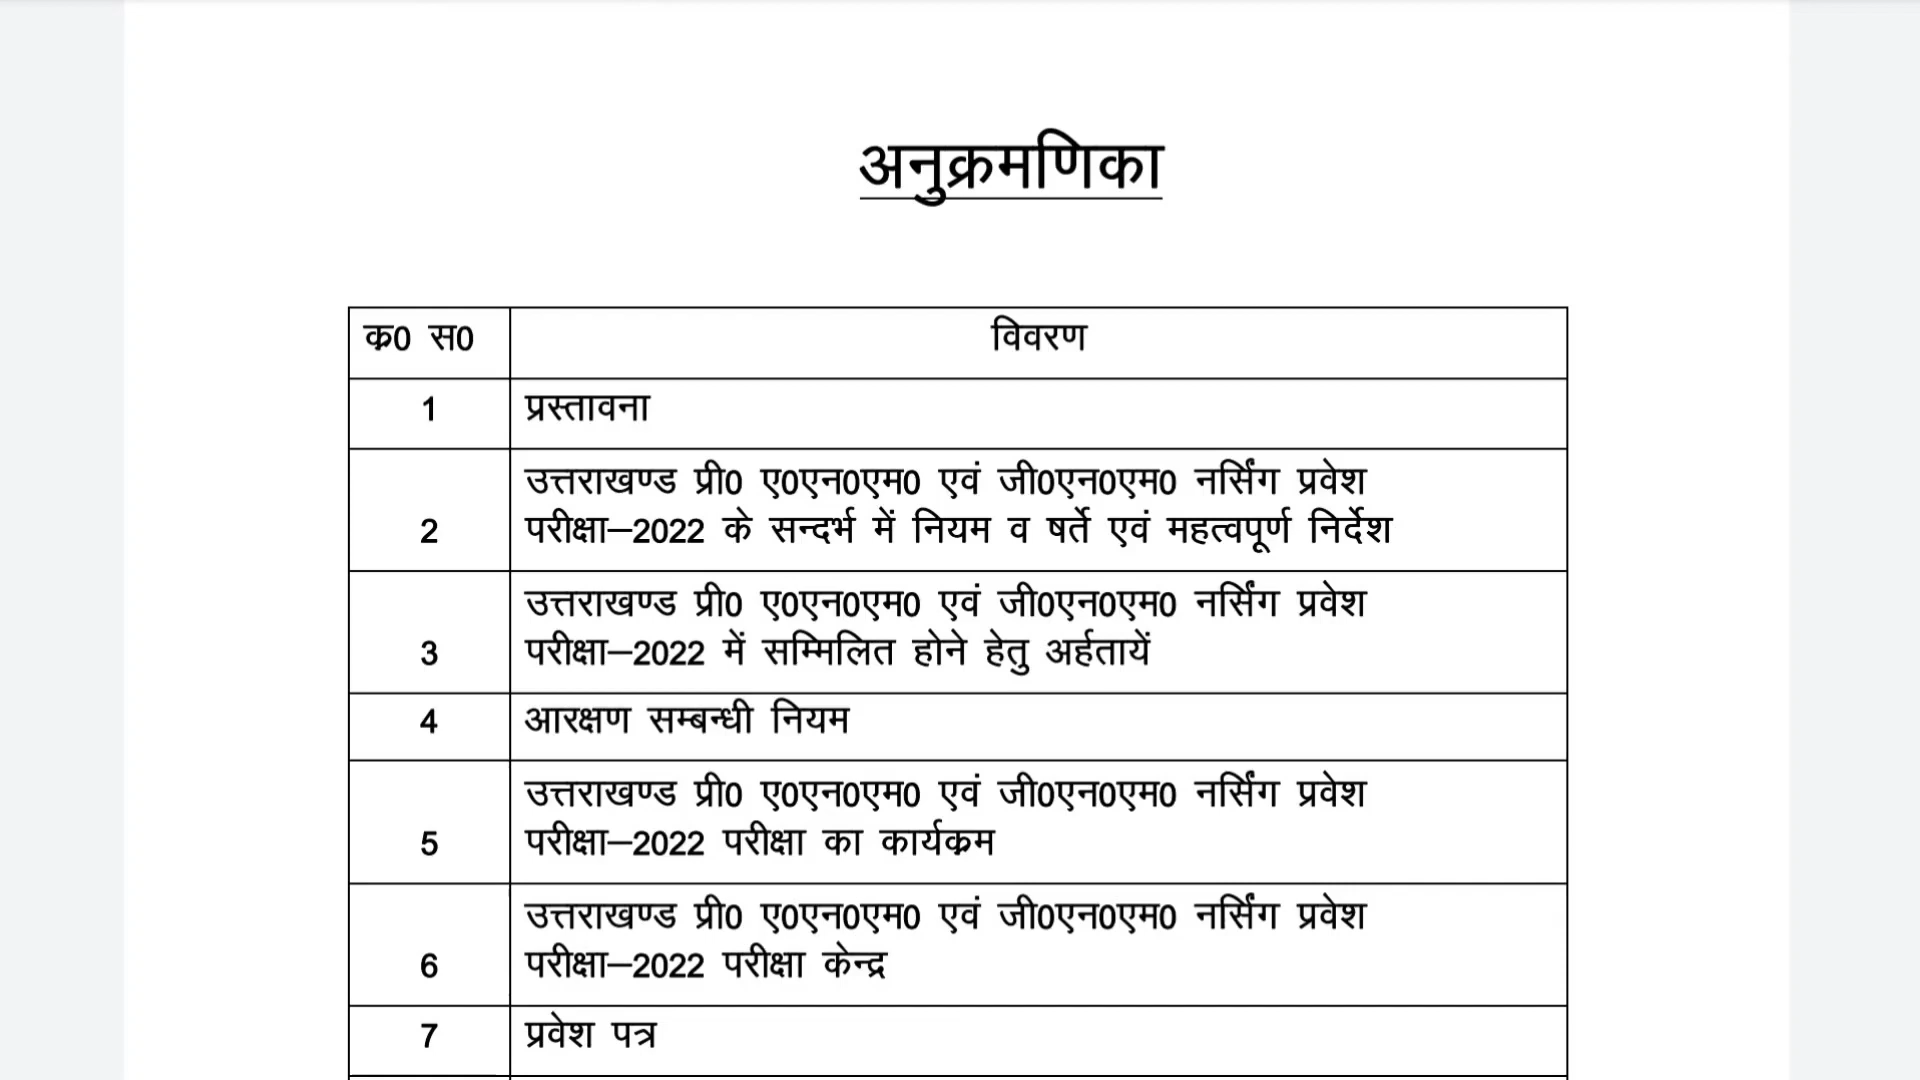 अनुक्रमणिका
क्र0 स0 विवरण
1 प्रस्तावना
उत्तराखण्ड प्री0 ए0एन0एम0 एवं जी0एन0एम0 नर्सिंग प्रवेश
2 परीक्षा–2022 के सन्दर्भ में नियम व षर्ते एवं महत्वपूर्ण निर्देश
उत्तराखण्ड प्री0 ए0एन0एम0 एवं जी0एन0एम0 नर्सिंग प्रवेश
3 परीक्षा–2022 में सम्मिलित होने हेतु अर्हतायें
4 आरक्षण सम्बन्धी नियम
उत्तराखण्ड प्री0 ए0एन0एम0 एवं जी0एन0एम0 नर्सिंग प्रवेश
5 परीक्षा–2022 परीक्षा का कार्यक्रम
उत्तराखण्ड प्री0 ए0एन0एम0 एवं जी0एन0एम0 नर्सिंग प्रवेश
6 परीक्षा–2022 परीक्षा केन्द्र
7 प्रवेश पत्र